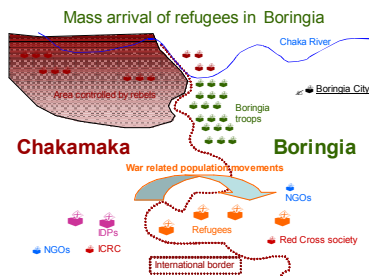 Mass arrival of refugees in Boringia
Chaka River
Area controlled by rebels
Boringia City
Boringia
troops
Chakamaka
Boringia
War related population movements
NGOs
IDPs
Refugees
NGOs
ICRC
Red Cross society
International border